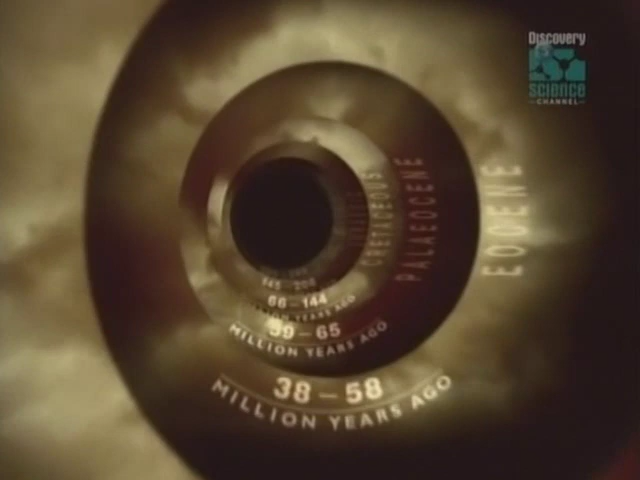 Discovery
science
CHANNEL
EOCENE
PALAEOCENE
CRETACEOUS
66 – 144
59 – 65
MILLION YEARS AGO
38 – 58
MILLION YEARS AGO